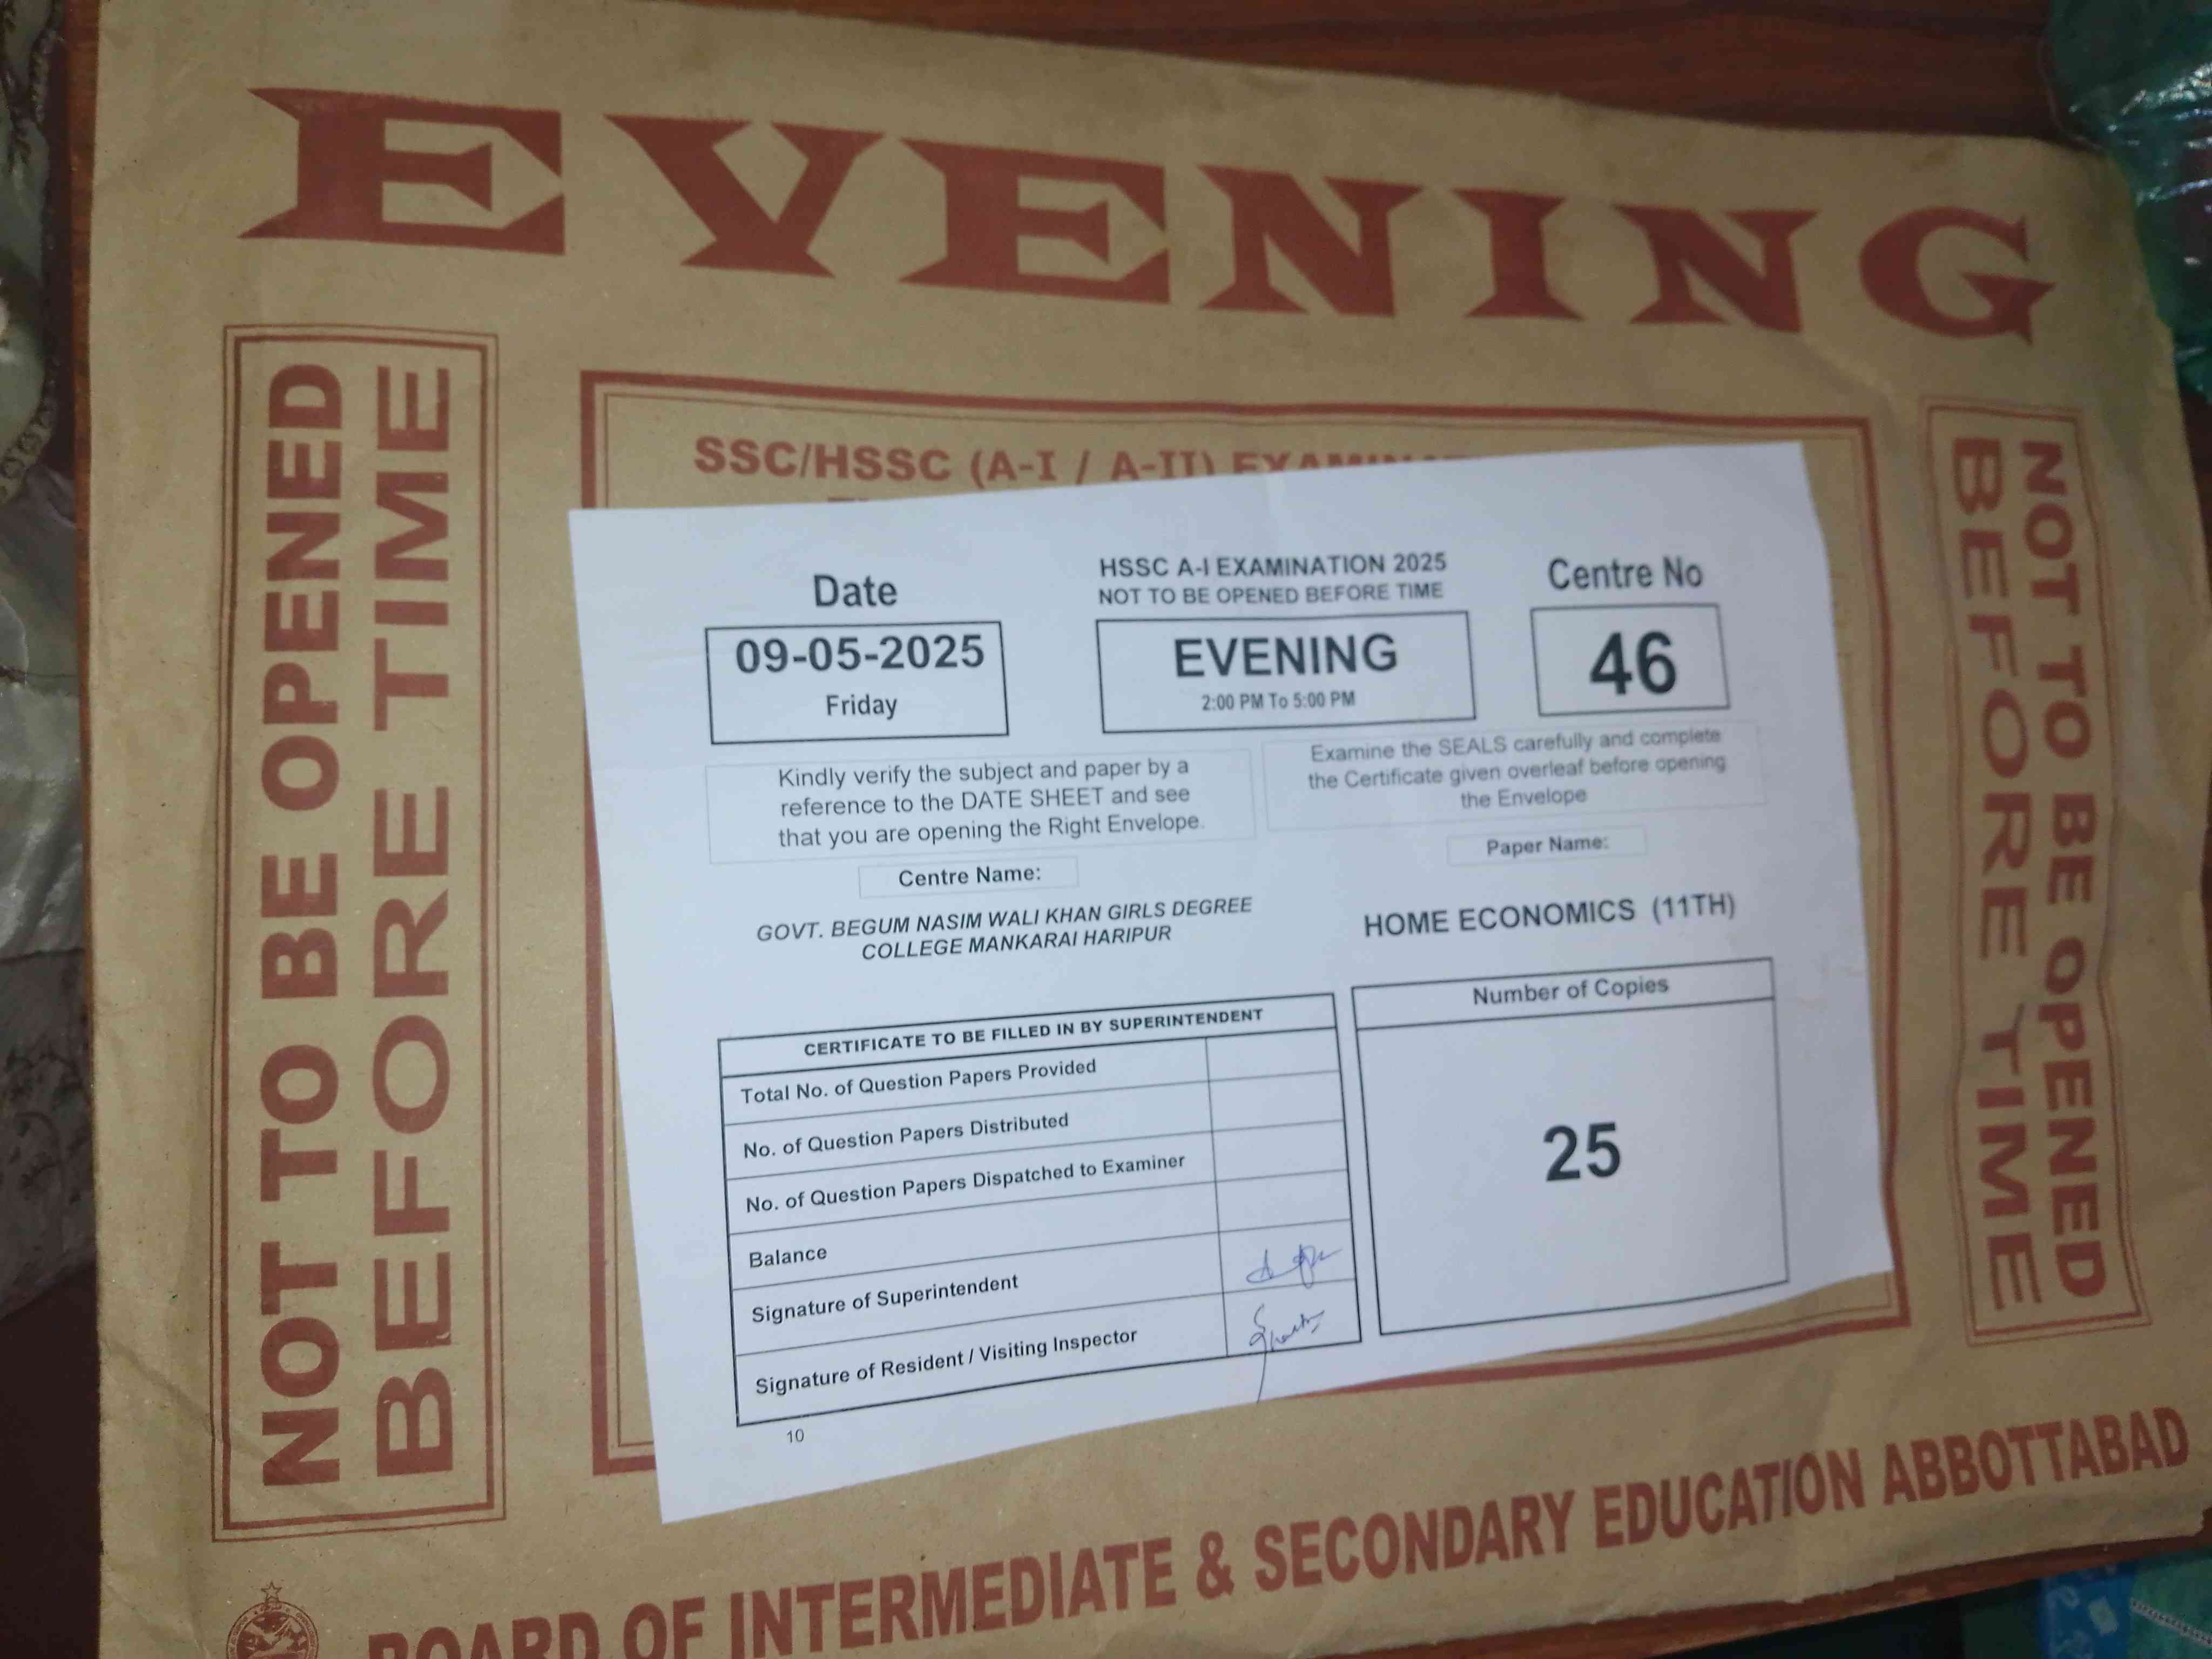 EVENING
NOT TO BE OPENED
BEFORE TIME
SSC/HSSC (A-I / A-II)
Date
09-05-2025
Friday
HSSC A-I EXAMINATION 2025
NOT TO BE OPENED BEFORE TIME
EVENING
2:00 PM To 5:00 PM
Centre No
46
Kindly verify the subject and paper by a
reference to the DATE SHEET and see
that you are opening the Right Envelope.
Examine the SEALS carefully and complete
the Certificate given overleaf before opening
the Envelope
Centre Name:
GOVT. BEGUM NASIM WALI KHAN GIRLS DEGREE
COLLEGE MANKARAI HARIPUR
Paper Name:
HOME ECONOMICS (11TH)
CERTIFICATE TO BE FILLED IN BY SUPERINTENDENT
Total No. of Question Papers Provided
No. of Question Papers Distributed
No. of Question Papers Dispatched to Examiner
Balance
Signature of Superintendent
Signature of Resident / Visiting Inspector
10
Number of Copies
25
NOT TO BE OPENED
BEFORE TIME
BOARD OF INTERMEDIATE & SECONDARY EDUCATION ABBOTTABAD